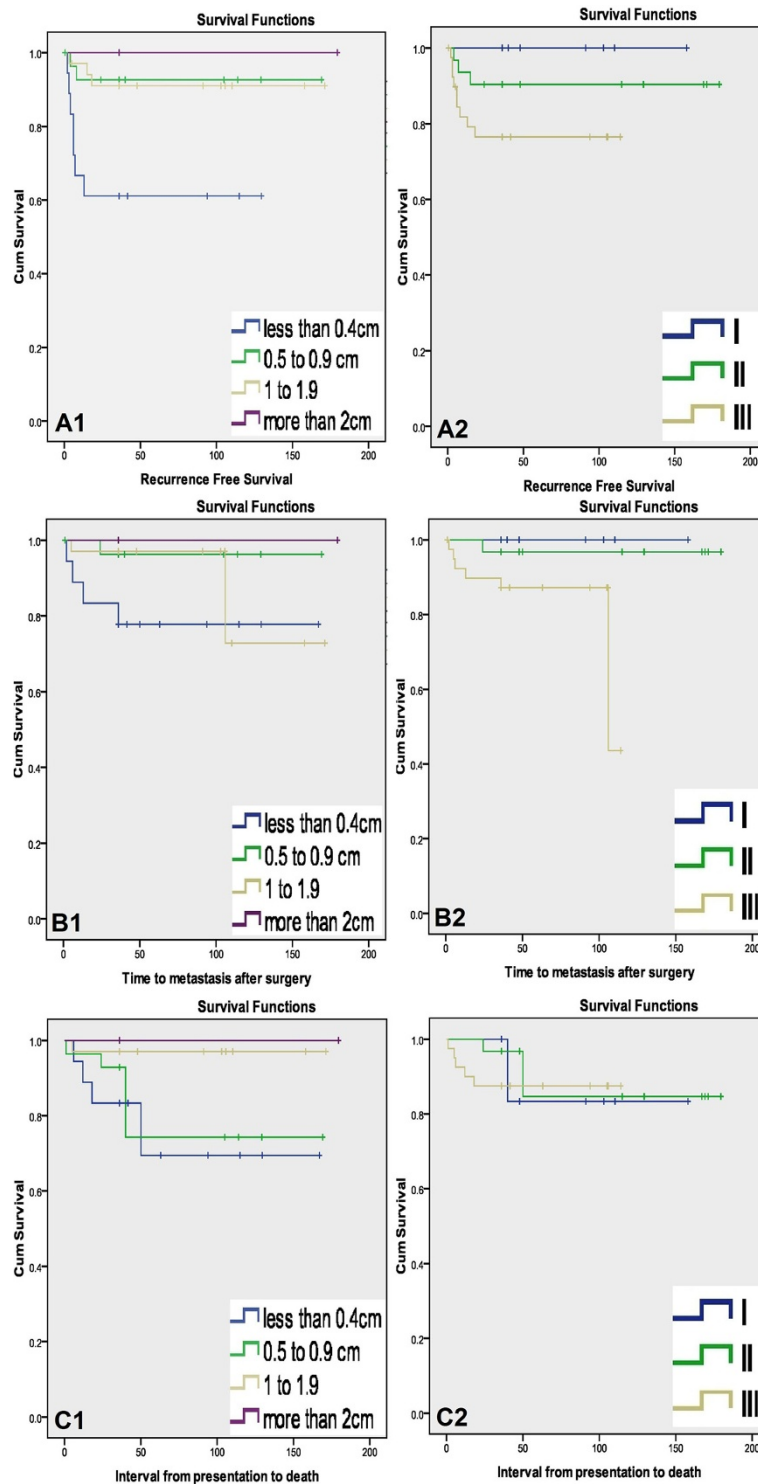 Survival Functions
Cum Survival
1.0
0.8
0.6
0.4
0.2
0.0
less than 0.4cm
0.5 to 0.9 cm
1 to 1.9
more than 2cm
A1
0 50 100 150 200
Recurrence Free Survival
Survival Functions
Cum Survival
1.0
0.8
0.6
0.4
0.2
0.0
I
II
III
A2
0 50 100 150 200
Recurrence Free Survival
Survival Functions
Cum Survival
1.0
0.8
0.6
0.4
0.2
0.0
less than 0.4cm
0.5 to 0.9 cm
1 to 1.9
more than 2cm
B1
0 50 100 150 200
Time to metastasis after surgery
Survival Functions
Cum Survival
1.0
0.8
0.6
0.4
0.2
0.0
I
II
III
B2
0 50 100 150 200
Time to metastasis after surgery
Survival Functions
Cum Survival
1.0
0.8
0.6
0.4
0.2
0.0
less than 0.4cm
0.5 to 0.9 cm
1 to 1.9
more than 2cm
C1
0 50 100 150 200
Interval from presentation to death
Survival Functions
Cum Survival
1.0
0.8
0.6
0.4
0.2
0.0
I
II
III
C2
0 50 100 150 200
Interval from presentation to death